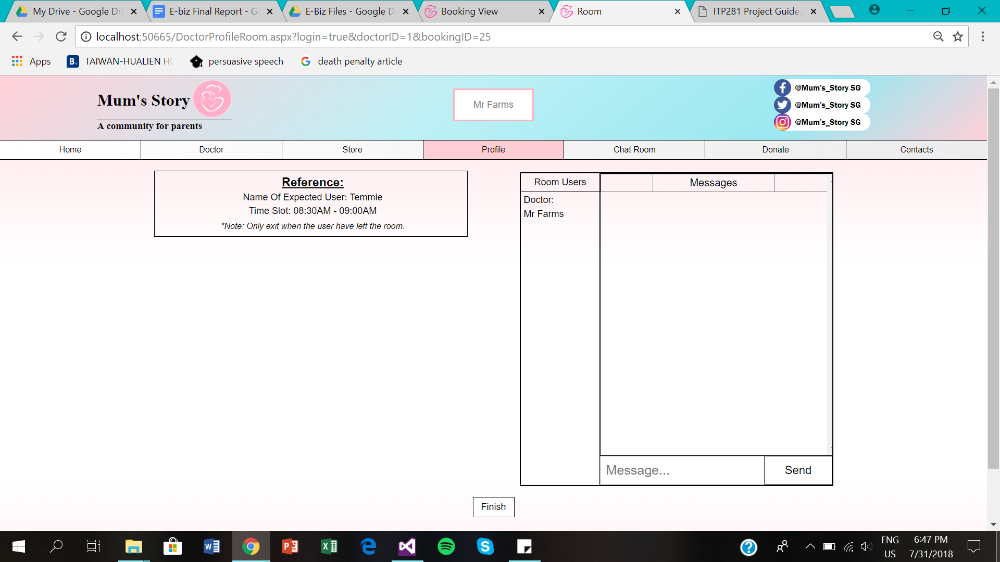 My Drive - Google Dri
E-biz Final Report - Go
E-Biz Files - Google D
Booking View
Room
ITP281 Project Guide.
localhost:50665/DoctorProfileRoom.aspx?login=true&doctorID=1&bookingID=25
Apps
B.
TAIWAN-HUALIEN HO
persuasive speech
death penalty article
Mum's Story
A community for parents
Mr Farms
@Mum's_Story SG
@Mum's_Story SG
@Mum's_Story SG
Home
Doctor
Store
Profile
Chat Room
Donate
Contacts
Reference:
Name Of Expected User: Temmie
Time Slot: 08:30AM - 09:00AM
*Note: Only exit when the user have left the room.
Room Users
Messages
Doctor:
Mr Farms
Message...
Send
Finish
ENG
US
6:47 PM
7/31/2018